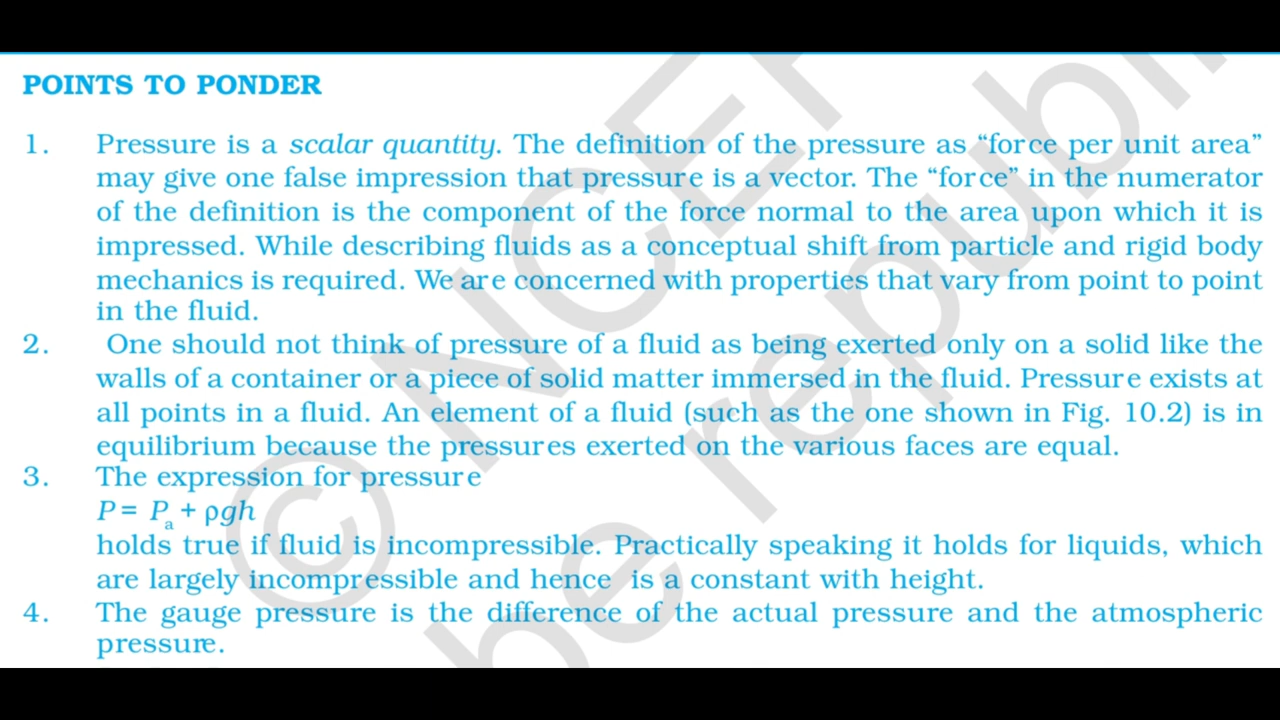 POINTS TO PONDER
1. Pressure is a scalar quantity. The definition of the pressure as “force per unit area”
may give one false impression that pressure is a vector. The “force” in the numerator
of the definition is the component of the force normal to the area upon which it is
impressed. While describing fluids as a conceptual shift from particle and rigid body
mechanics is required. We are concerned with properties that vary from point to point
in the fluid.
2. One should not think of pressure of a fluid as being exerted only on a solid like the
walls of a container or a piece of solid matter immersed in the fluid. Pressure exists at
all points in a fluid. An element of a fluid (such as the one shown in Fig. 10.2) is in
equilibrium because the pressures exerted on the various faces are equal.
3. The expression for pressure
P = Pa + ρgh
holds true if fluid is incompressible. Practically speaking it holds for liquids, which
are largely incompressible and hence is a constant with height.
4. The gauge pressure is the difference of the actual pressure and the atmospheric
pressure.
© NCE
be republi